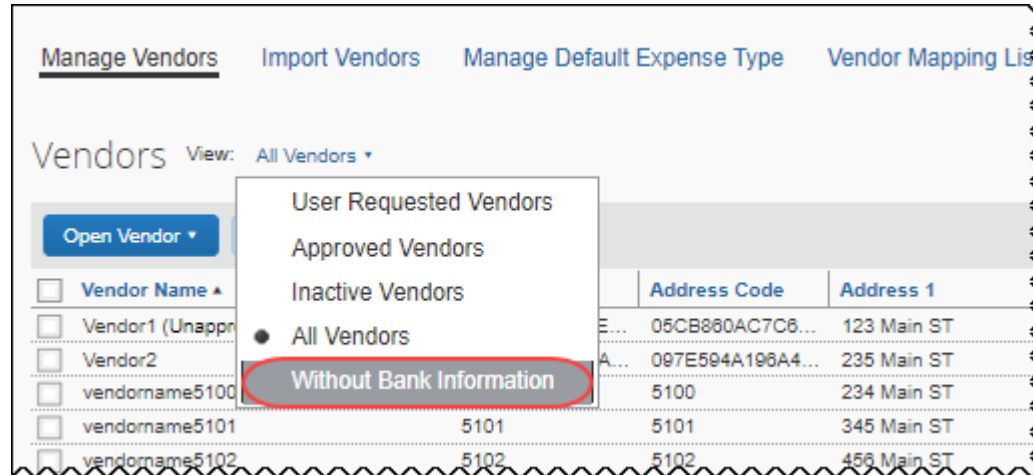 Manage Vendors Import Vendors Manage Default Expense Type Vendor Mapping Lis
Vendors View: All Vendors
User Requested Vendors
Open Vendor
Approved Vendors
Inactive Vendors
Vendor Name Address Code Address 1
Vendor1 (Unappr E... 05CB860AC7C6... 123 Main ST
All Vendors
Vendor2 A... 097E594A196A4... 235 Main ST
Without Bank Information
vendorname5100 5100 234 Main ST
vendorname5101 5101 5101 345 Main ST
vendorname5102 5102 5102 456 Main ST